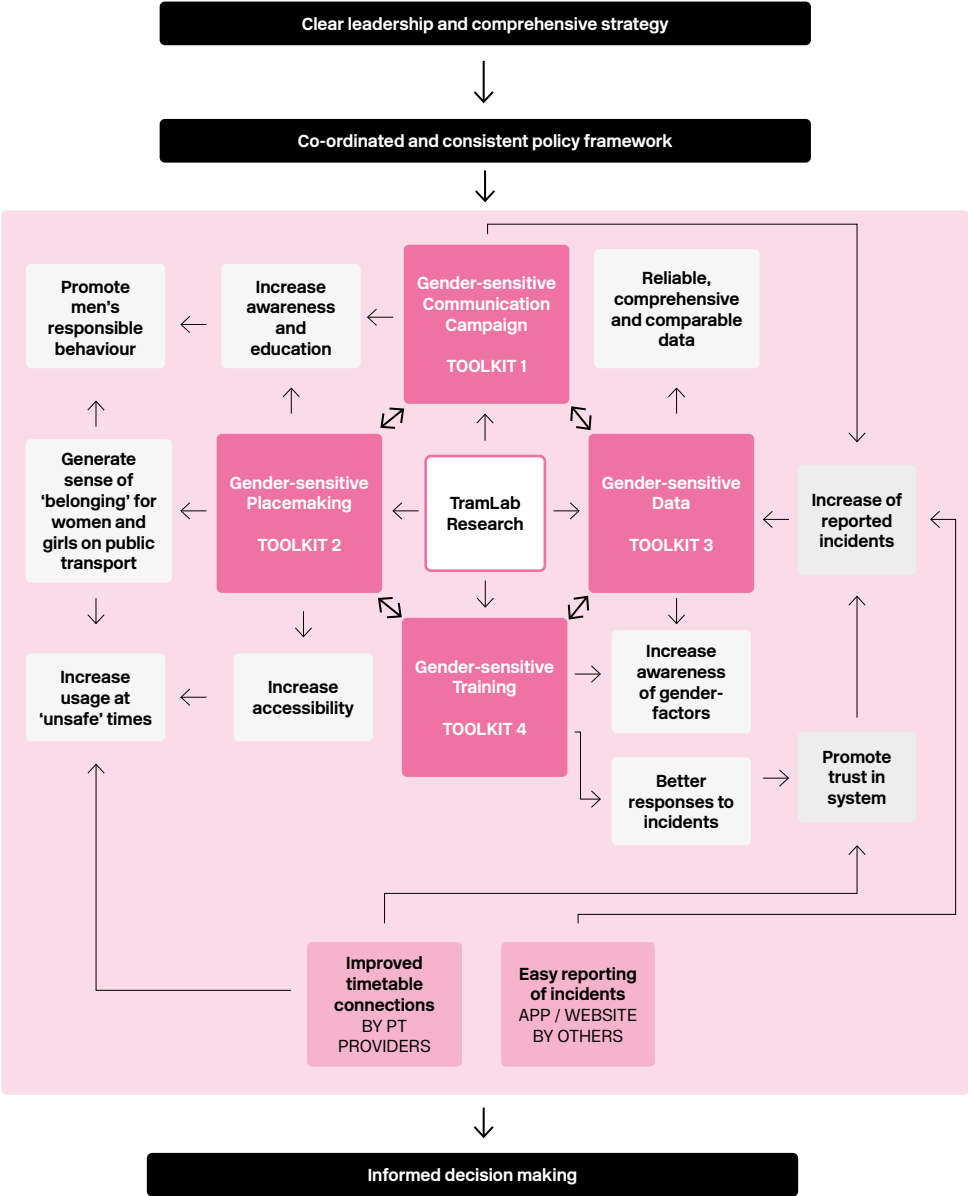 Clear leadership and comprehensive strategy
Co-ordinated and consistent policy framework
Promote
men's
responsible
behaviour
Increase
awareness
and
education
Gender-sensitive
Communication
Campaign
TOOLKIT 1
Reliable,
comprehensive
and comparable
data
Generate
sense of
‘belonging’ for
women and
girls on public
transport
Gender-sensitive
Placemaking
TOOLKIT 2
TramLab
Research
Gender-sensitive
Data
TOOLKIT 3
Increase of
reported
incidents
Increase
usage at
‘unsafe’ times
Increase
accessibility
Gender-sensitive
Training
TOOLKIT 4
Increase
awareness
of gender-
factors
Better
responses to
incidents
Promote
trust in
system
Improved
timetable
connections
BY PT
PROVIDERS
Easy reporting
of incidents
APP / WEBSITE
BY OTHERS
Informed decision making